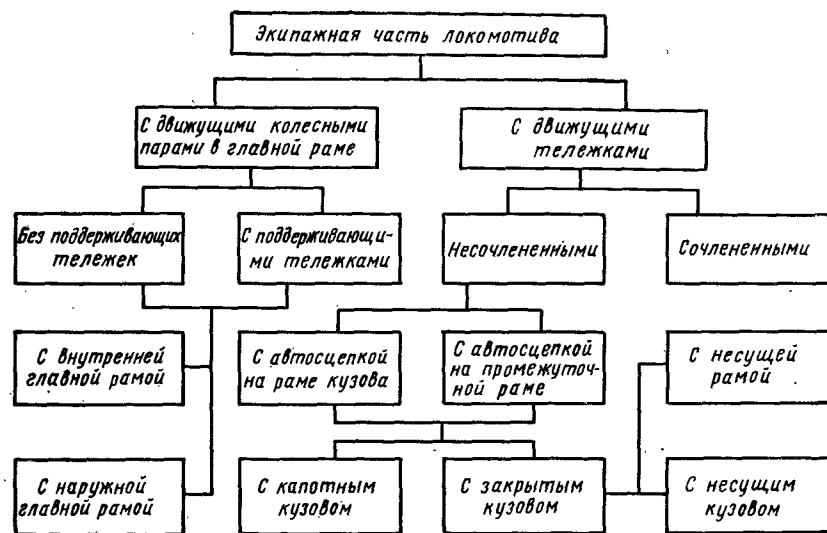 Экипажная часть локомотива
С движущими колесными
парами в главной раме
С движущими
тележками
Без поддерживающих
тележек
С поддерживающи-
ми тележками
Несочлененными
Сочлененными
С внутренней
главной рамой
С автосцепкой
на раме кузова
С автосцепкой
на промежуточ-
ной раме
С несущей
рамой
С наружной
главной рамой
С капотным
кузовом
С закрытым
кузовом
С несущим
кузовом